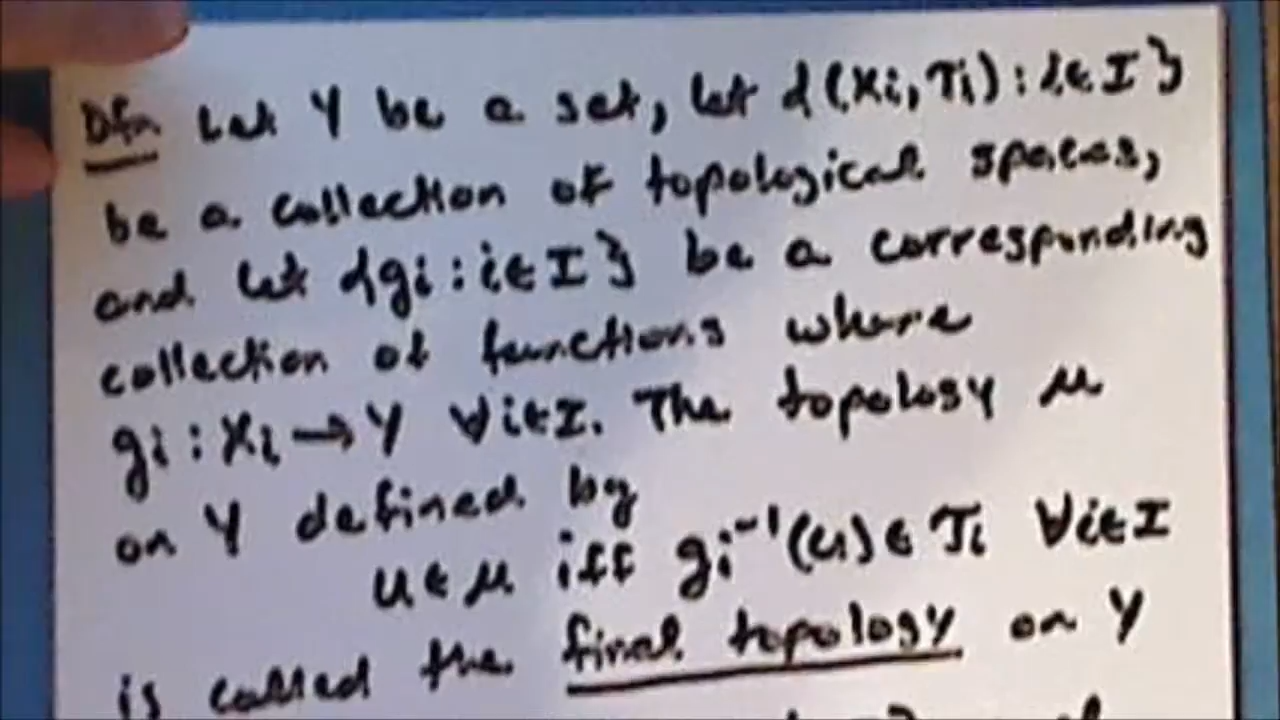 Dfn Let Y be a set, let {(Xi, Ti) : i∈I}
be a collection of topological spaces,
and let {gi : i∈I} be a corresponding
collection of functions where
gi : Xi → Y ∀i∈I. The topology μ
on Y defined by
u∈μ iff gi⁻¹(u)∈Ti ∀i∈I
is called the final topology on Y